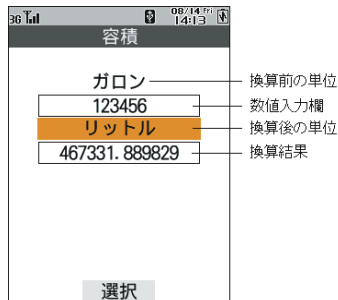 3G 08/14 Fri
14:13
容積
ガロン 換算前の単位
123456 数値入力欄
リットル 換算後の単位
467331.889829 換算結果
選択